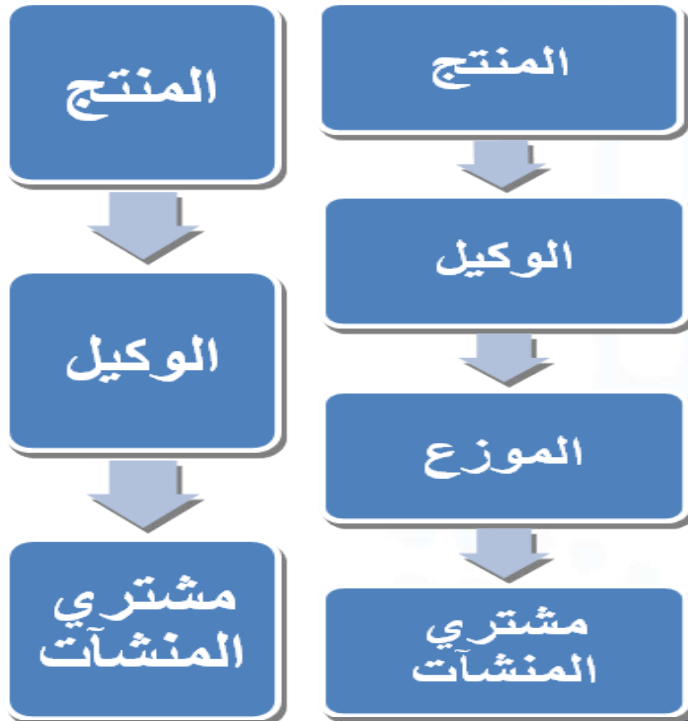 المنتج
الوكيل
الموزع
مشتري
المنشآت
المنتج
الوكيل
مشتري
المنشآت